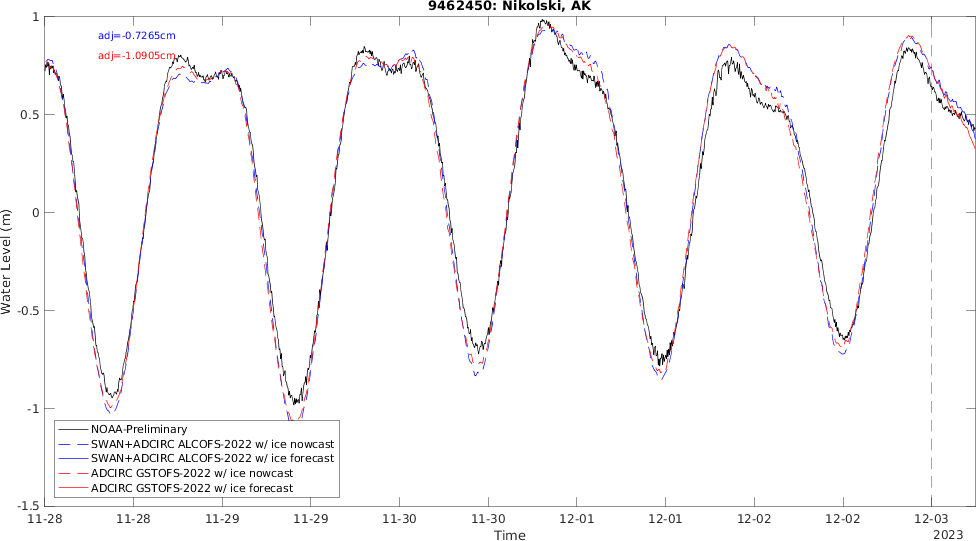 9462450: Nikolski, AK
adj=-0.7265cm
adj=-1.0905cm
1
0.5
0
-0.5
-1
-1.5
Water Level (m)
NOAA-Preliminary
SWAN+ADCIRC ALCOFS-2022 w/ ice nowcast
SWAN+ADCIRC ALCOFS-2022 w/ ice forecast
ADCIRC GSTOFS-2022 w/ ice nowcast
ADCIRC GSTOFS-2022 w/ ice forecast
11-28 11-28 11-29 11-29 11-30 11-30 12-01 12-01 12-02 12-02 12-03
2023
Time